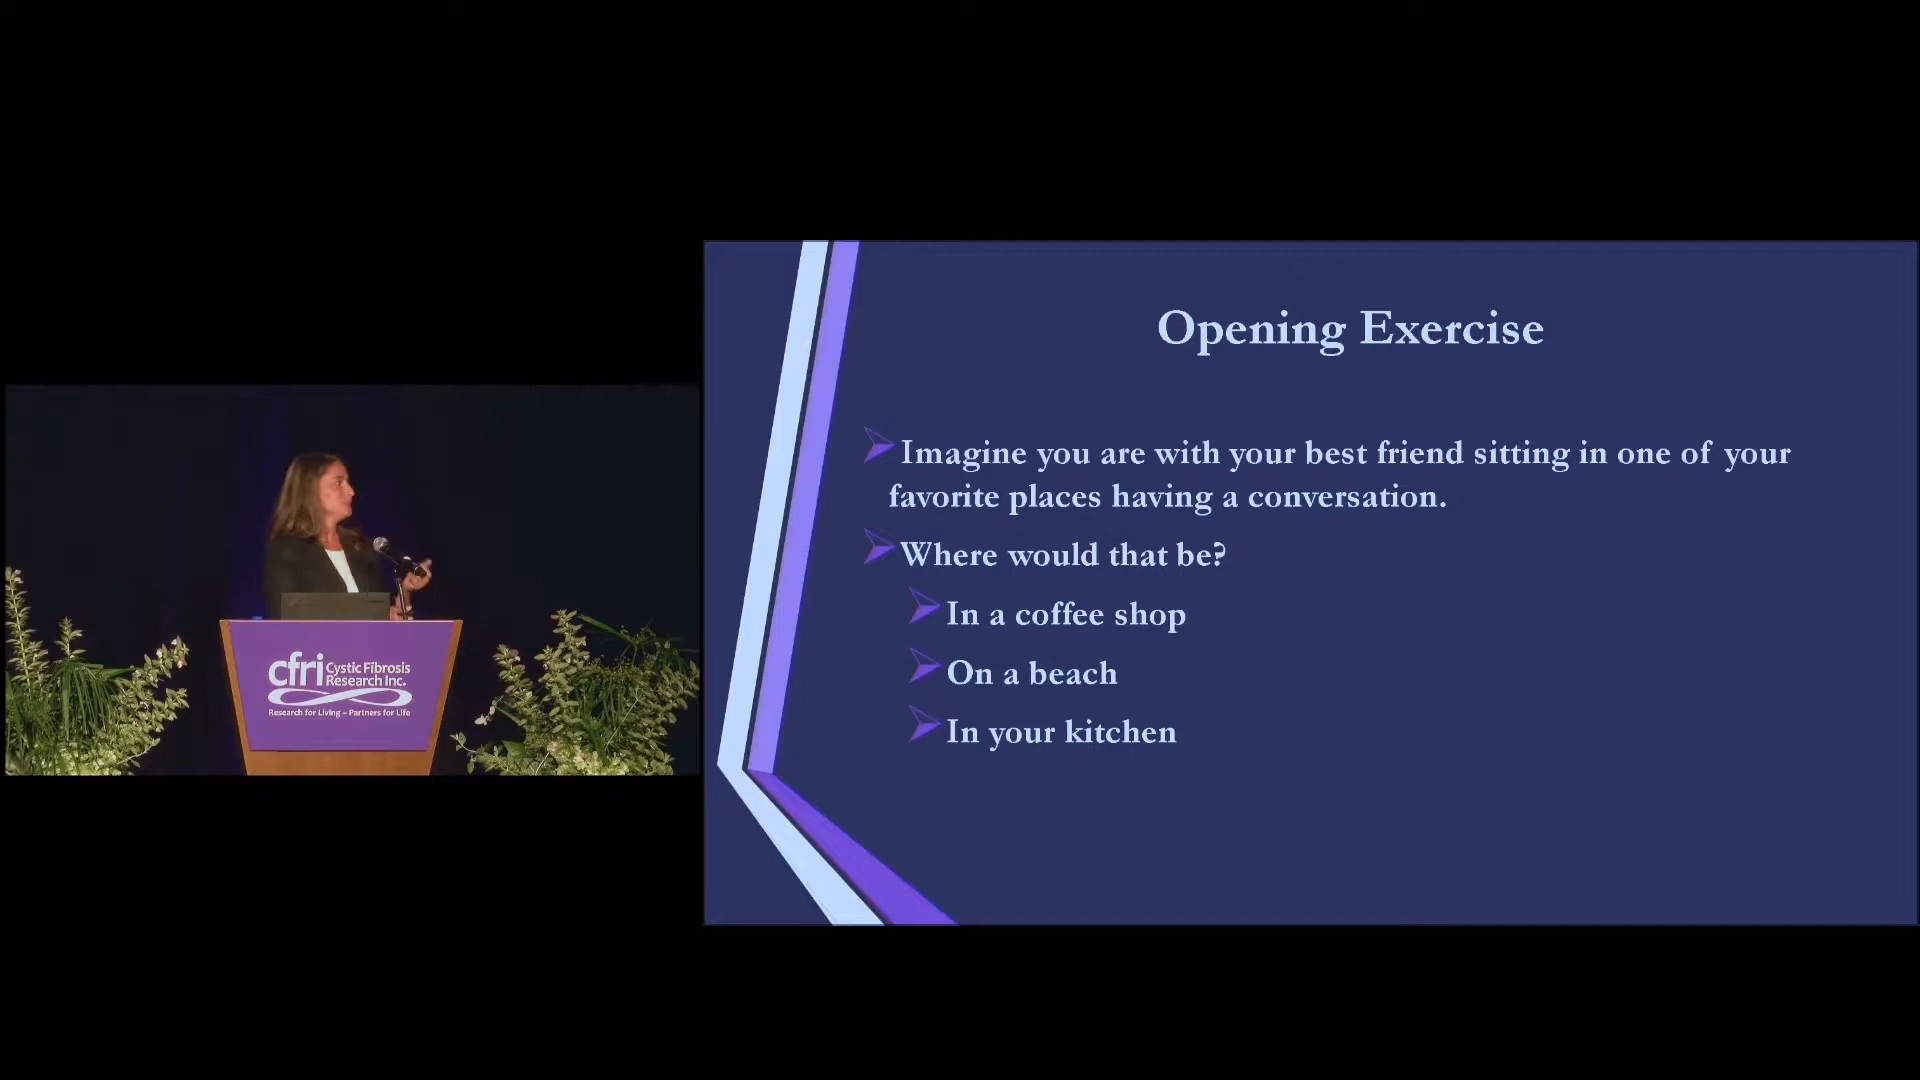 cfri Cystic Fibrosis
Research Inc.
Research for Living – Partners for Life
Opening Exercise
Imagine you are with your best friend sitting in one of your
favorite places having a conversation.
Where would that be?
In a coffee shop
On a beach
In your kitchen